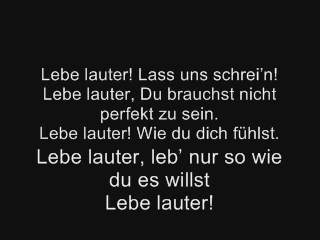 Lebe lauter! Lass uns schrei’n!
Lebe lauter, Du brauchst nicht
perfekt zu sein.
Lebe lauter! Wie du dich fühlst.
Lebe lauter, leb’ nur so wie
du es willst
Lebe lauter!